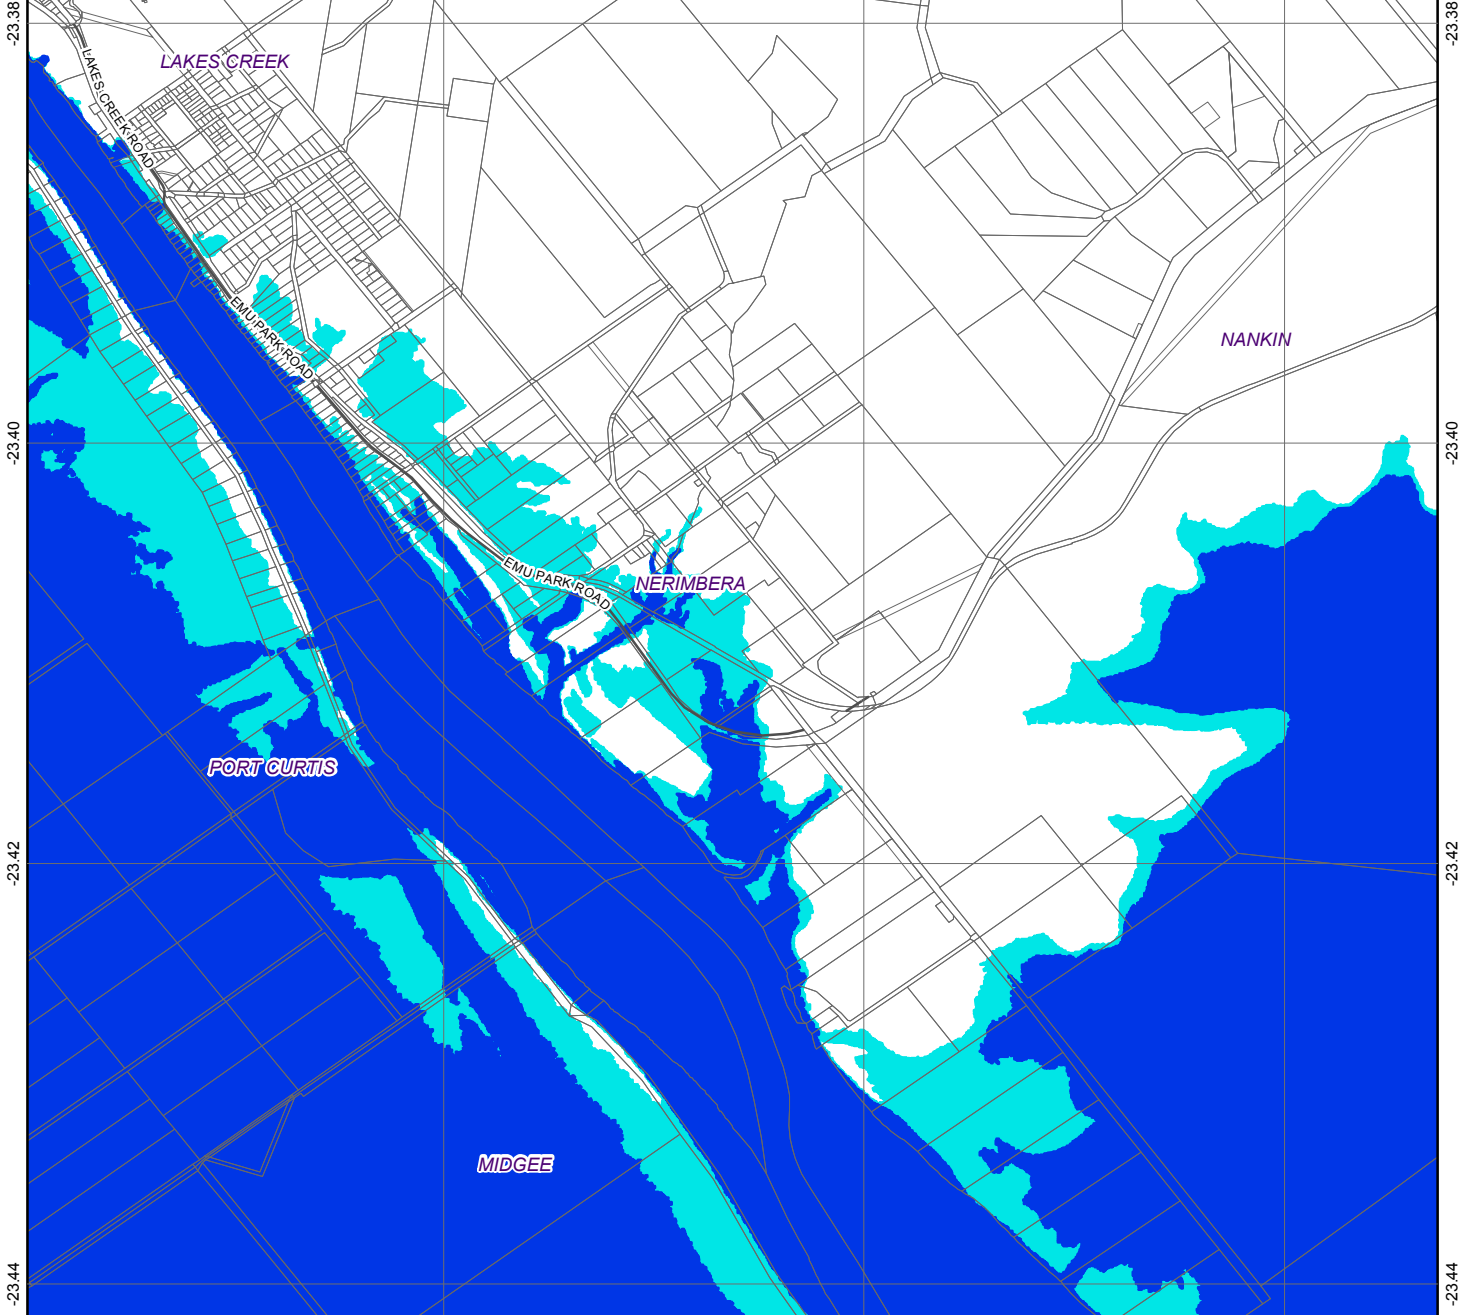 -23.38
-23.38
LAKES CREEK
LAKES CREEK ROAD
EMU PARK ROAD
NANKIN
-23.40
-23.40
EMU PARK ROAD
NERIMBERA
PORT CURTIS
-23.42
-23.42
MIDGEE
-23.44
-23.44